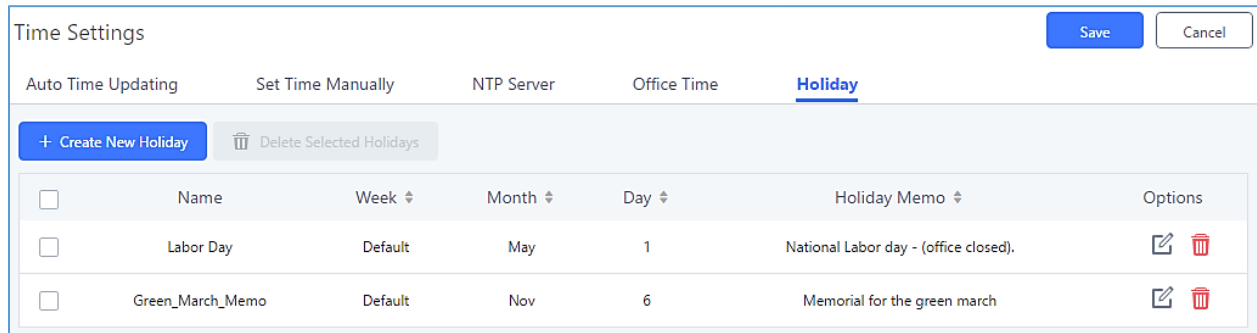 Time Settings Save Cancel
Auto Time Updating Set Time Manually NTP Server Office Time Holiday
+ Create New Holiday Delete Selected Holidays
Name Week Month Day Holiday Memo Options
Labor Day Default May 1 National Labor day - (office closed).
Green_March_Memo Default Nov 6 Memorial for the green march